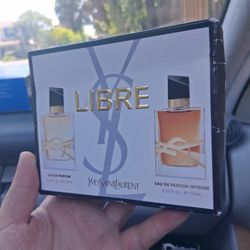 LIBRE
YSL
EAU DE PARFUM
YVES SAINT LAURENT
EAU DE PARFUM INTENSE